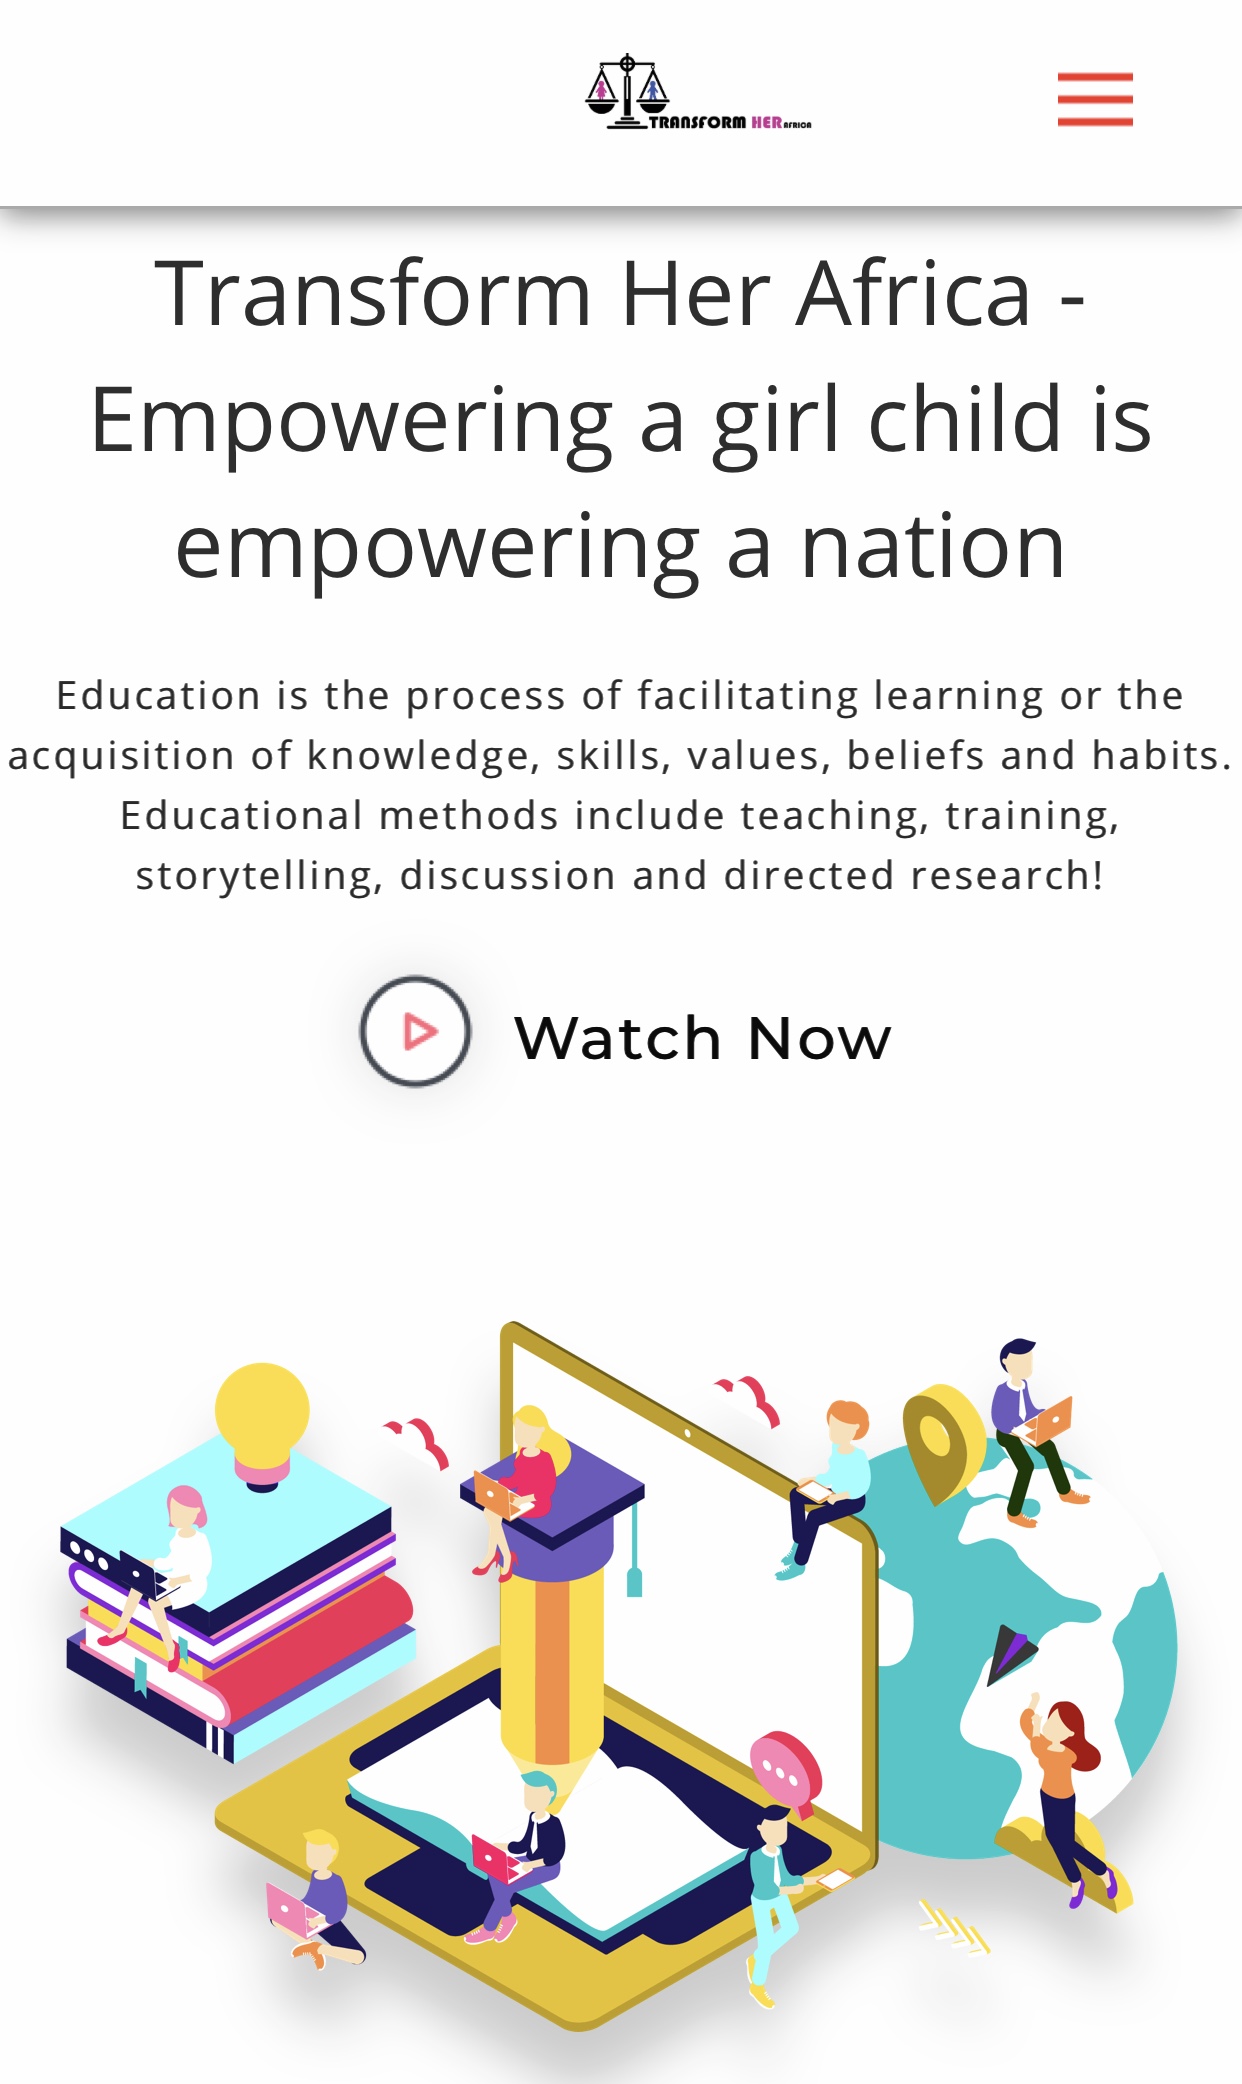 TRANSFORM HER AFRICA
Transform Her Africa -
Empowering a girl child is
empowering a nation
Education is the process of facilitating learning or the
acquisition of knowledge, skills, values, beliefs and habits.
Educational methods include teaching, training,
storytelling, discussion and directed research!
Watch Now